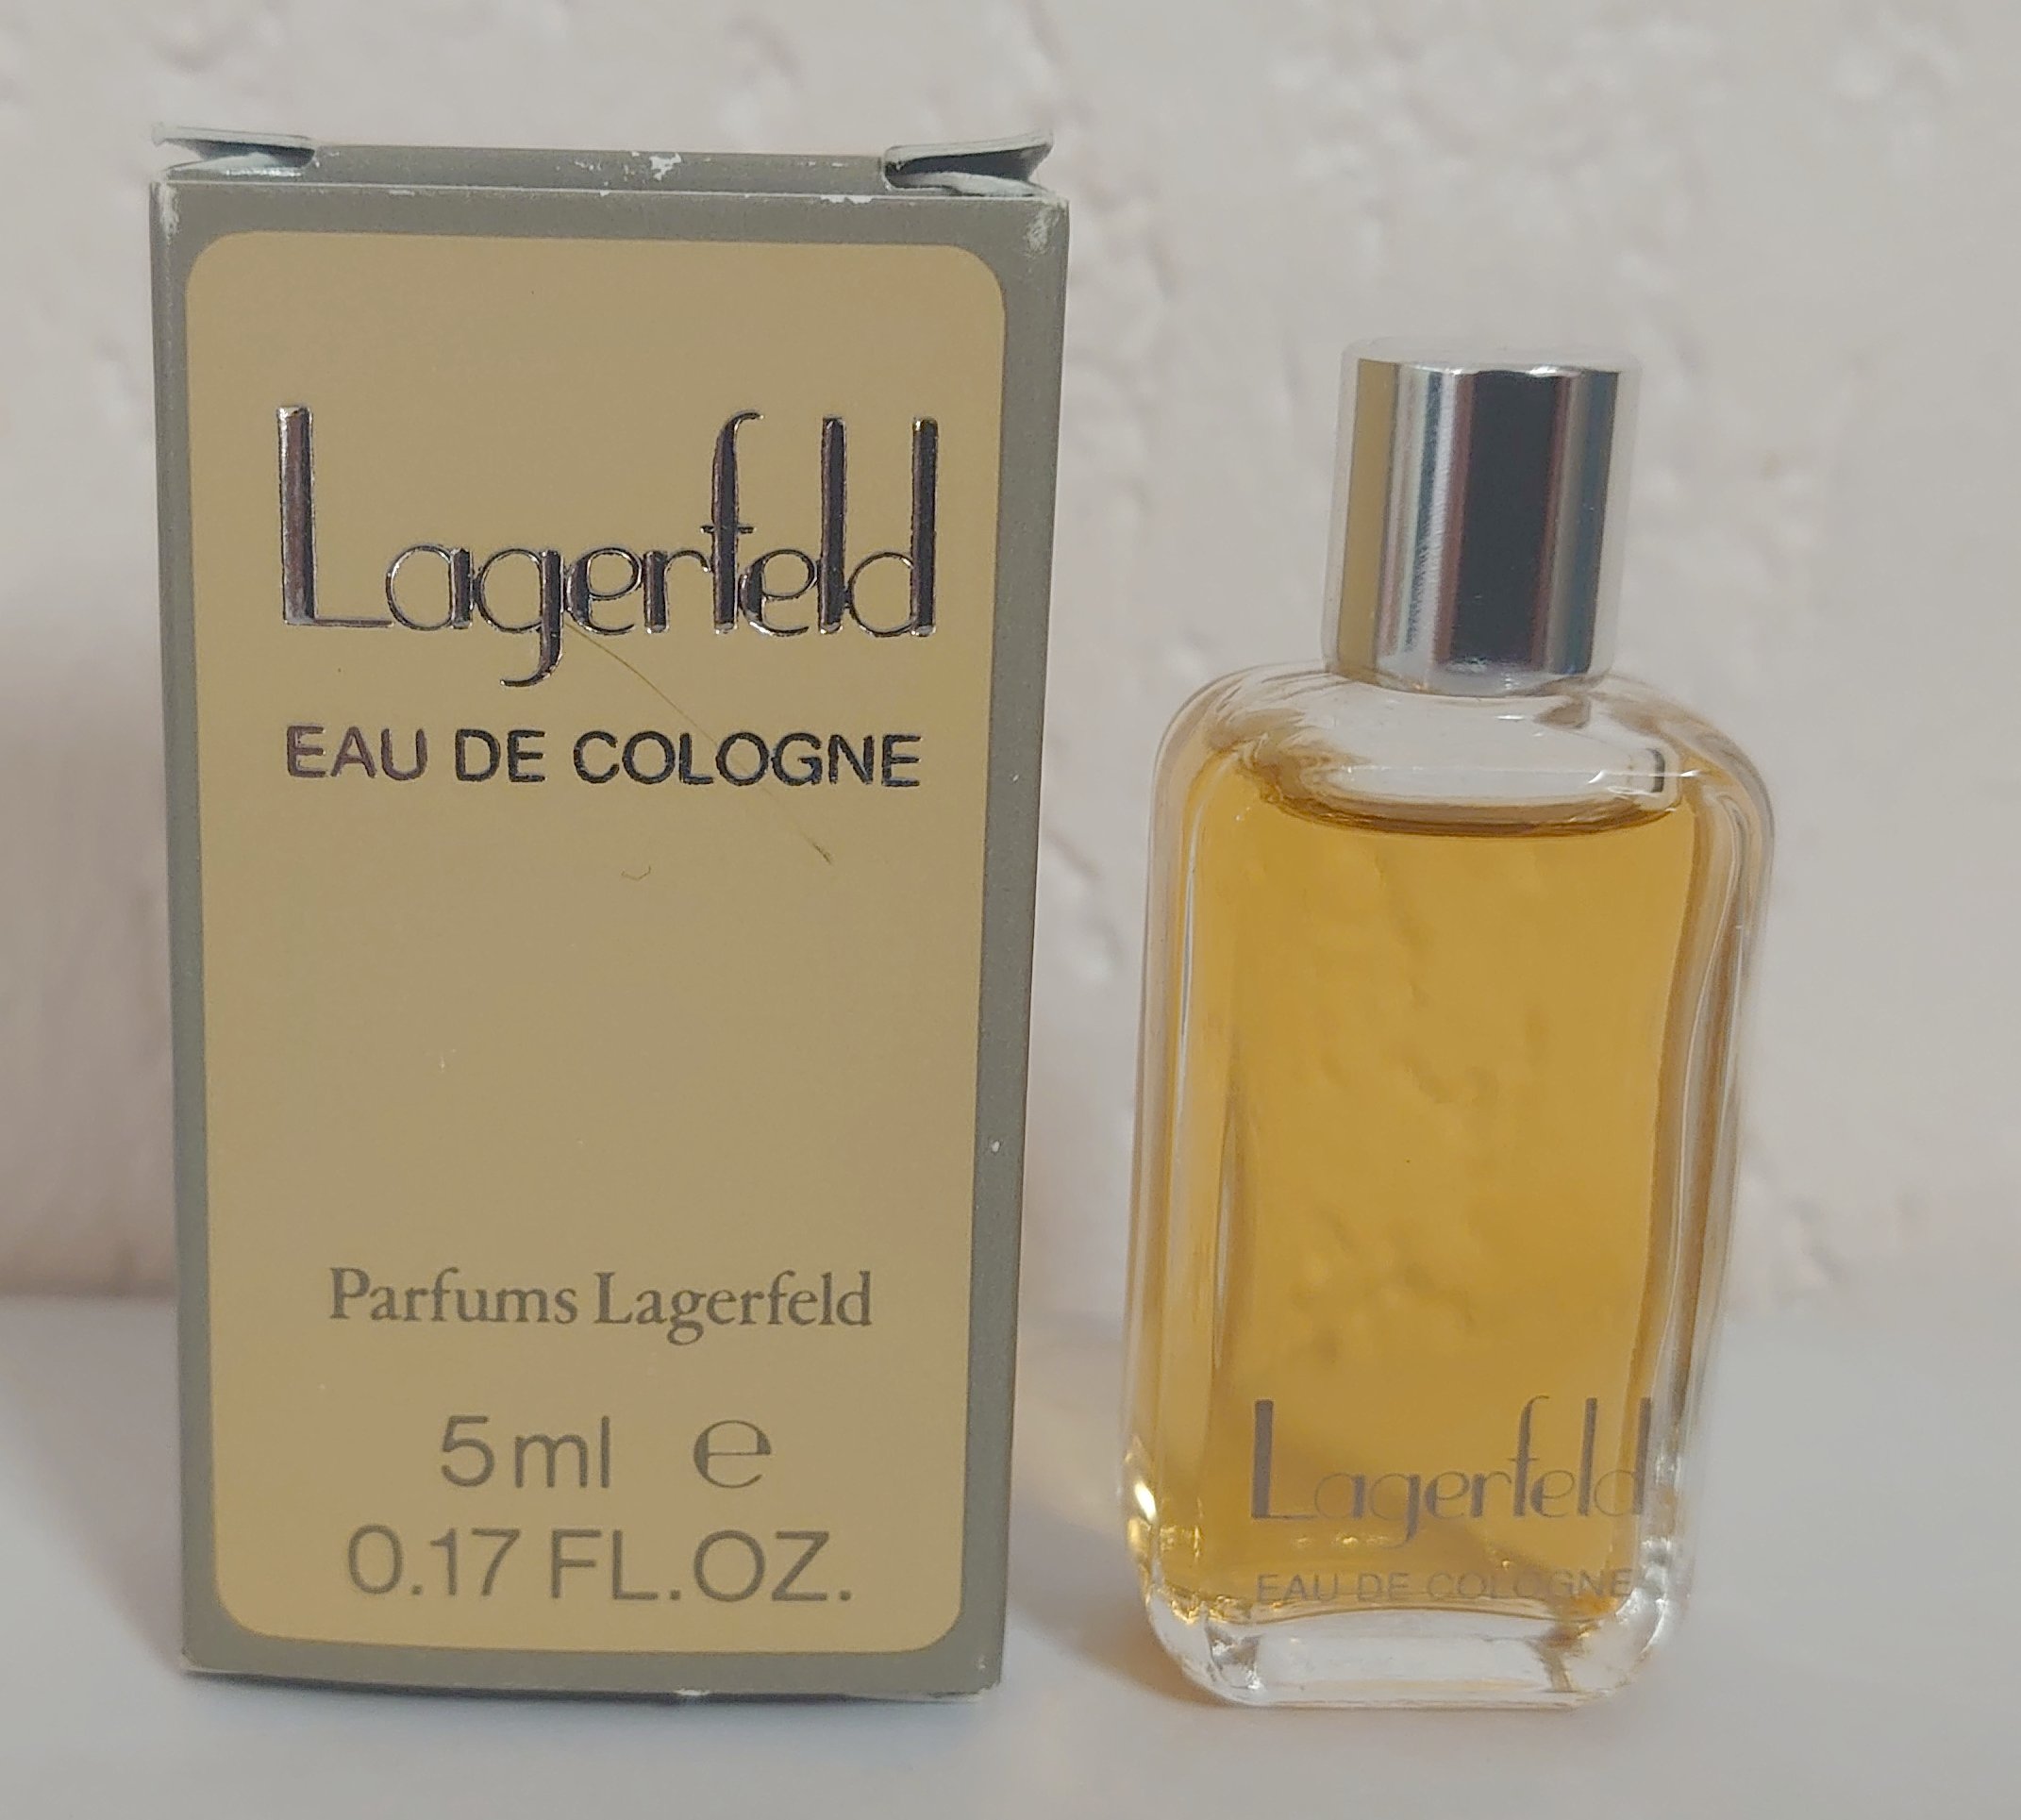 Lagerfeld
EAU DE COLOGNE
Parfums Lagerfeld
5ml ℮
0.17 FL.OZ.
Lagerfeld
EAU DE COLOGNE